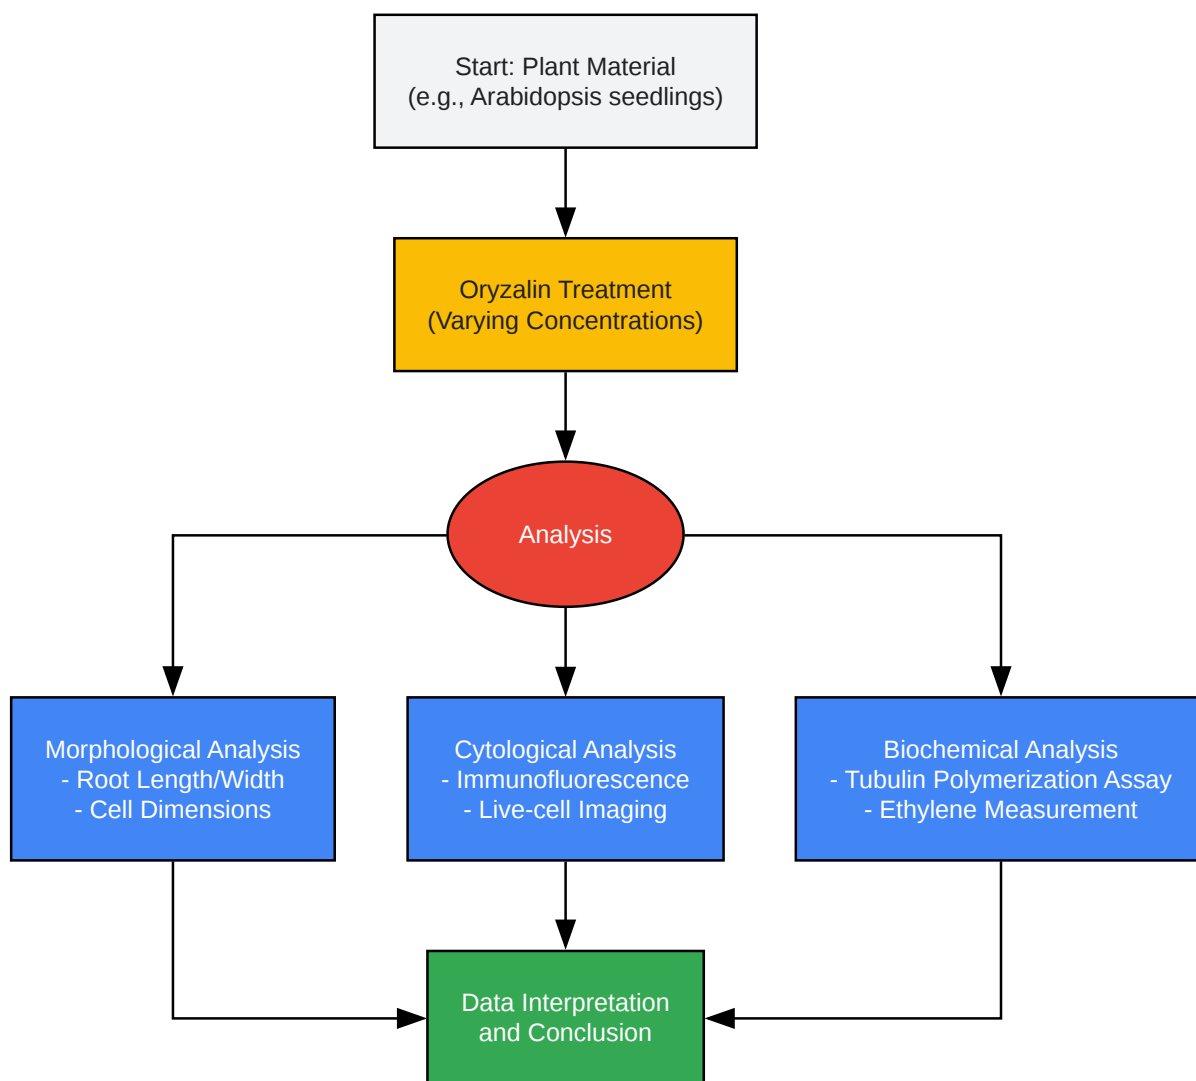 Start: Plant Material
(e.g., Arabidopsis seedlings)
Oryzalin Treatment
(Varying Concentrations)
Analysis
Morphological Analysis
- Root Length/Width
- Cell Dimensions
Cytological Analysis
- Immunofluorescence
- Live-cell Imaging
Biochemical Analysis
- Tubulin Polymerization Assay
- Ethylene Measurement
Data Interpretation
and Conclusion